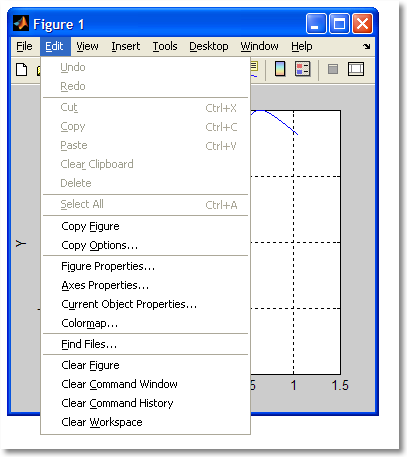 Figure 1
File Edit View Insert Tools Desktop Window Help
Undo
Redo
Cut Ctrl+X
Copy Ctrl+C
Paste Ctrl+V
Clear Clipboard
Delete
Select All Ctrl+A
Copy Figure
Copy Options...
Figure Properties...
Axes Properties...
Current Object Properties...
Colormap...
Find Files...
Clear Figure
Clear Command Window
Clear Command History
Clear Workspace
Y
5 1 1.5